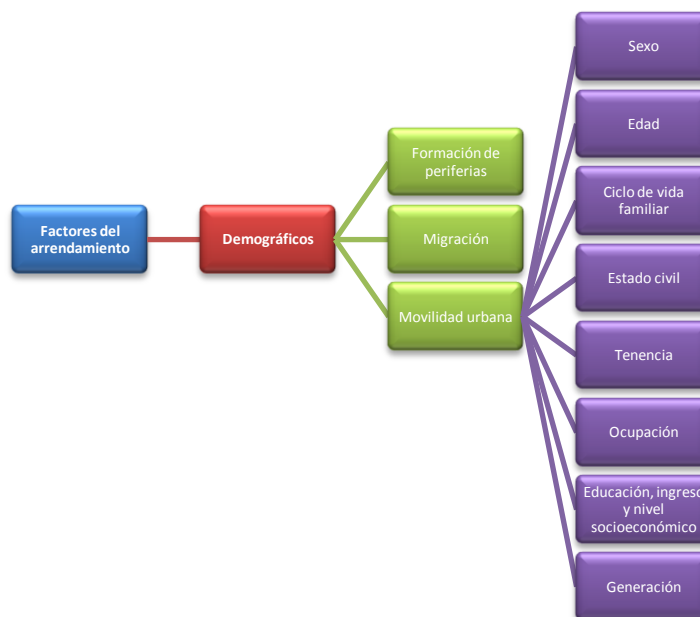 Sexo
Edad
Formación de
periferias
Ciclo de vida
familiar
Factores del
arrendamiento
Demográficos
Migración
Estado civil
Movilidad urbana
Tenencia
Ocupación
Educación, ingreso
y nivel
socioeconómico
Generación